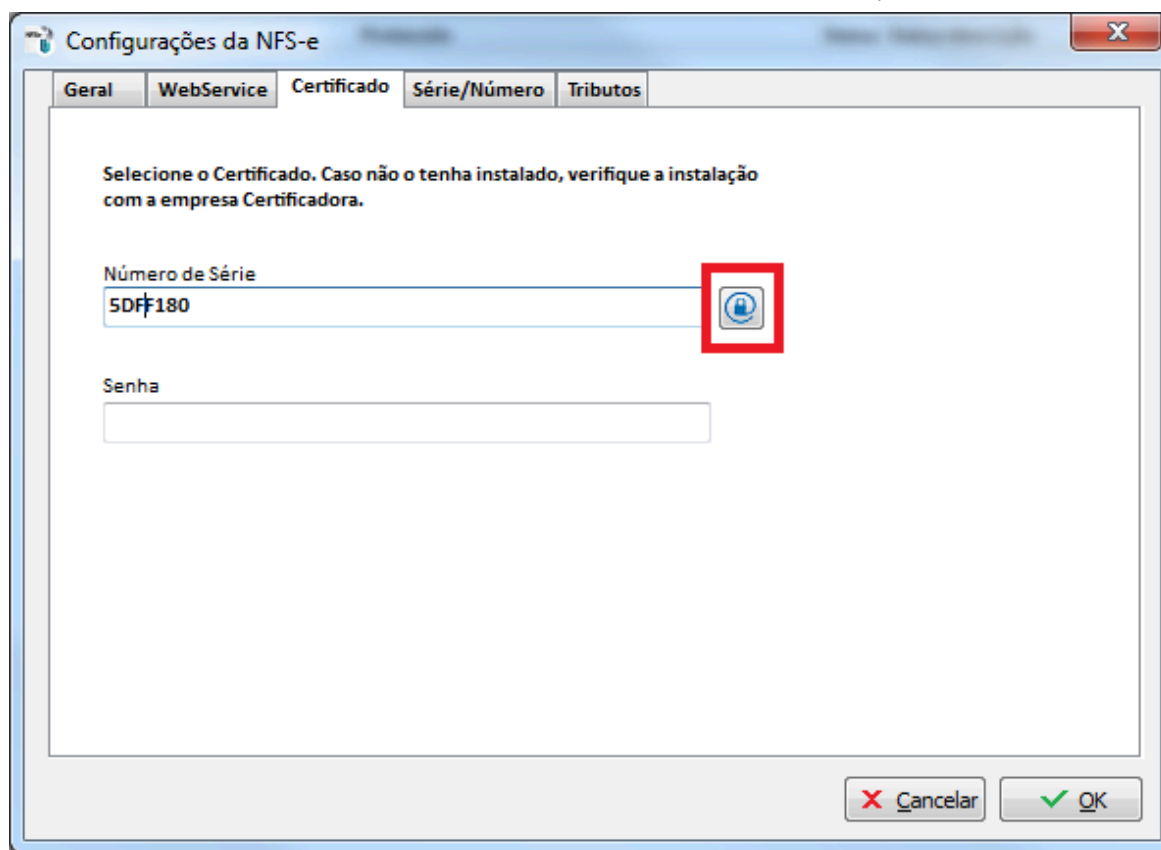 Configurações da NFS-e
Geral WebService Certificado Série/Número Tributos
Selecione o Certificado. Caso não o tenha instalado, verifique a instalação
com a empresa Certificadora.
Número de Série
5DFF180
Senha
Cancelar OK